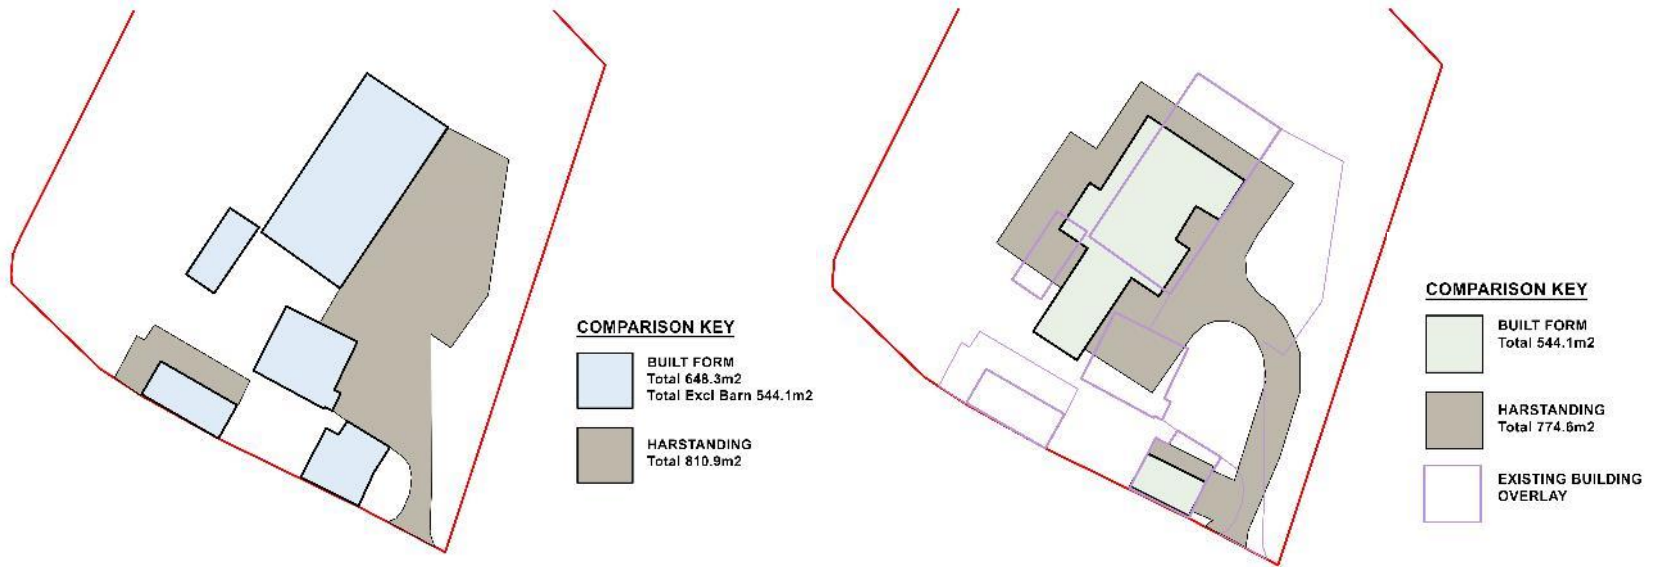 COMPARISON KEY
BUILT FORM
Total 648.3m2
Total Excl Barn 544.1m2
HARSTANDING
Total 810.9m2
COMPARISON KEY
BUILT FORM
Total 544.1m2
HARSTANDING
Total 774.6m2
EXISTING BUILDING
OVERLAY